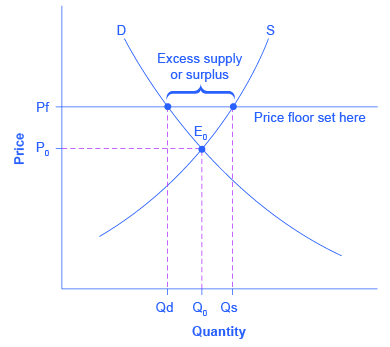 D
S
Excess supply
or surplus
Pf
Price floor set here
E0
P0
Price
Qd
Q0
Qs
Quantity